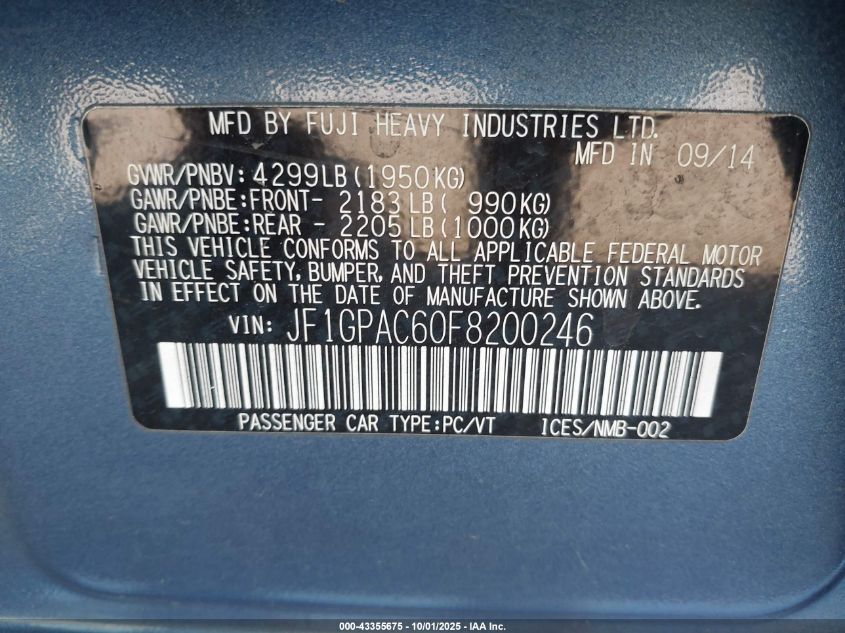 MFD BY FUJI HEAVY INDUSTRIES LTD.
MFD IN 09/14
GVWR/PNBV: 4299LB(1950KG)
GAWR/PNBE:FRONT- 2183LB( 990KG)
GAWR/PNBE:REAR - 2205LB(1000KG)
THIS VEHICLE CONFORMS TO ALL APPLICABLE FEDERAL MOTOR
VEHICLE SAFETY, BUMPER, AND THEFT PREVENTION STANDARDS
IN EFFECT ON THE DATE OF MANUFACTURE SHOWN ABOVE.
VIN: JF1GPAC60F8200246
PASSENGER CAR TYPE:PC/VT ICES/NMB-002
000-43355675 - 10/01/2025 - IAA Inc.